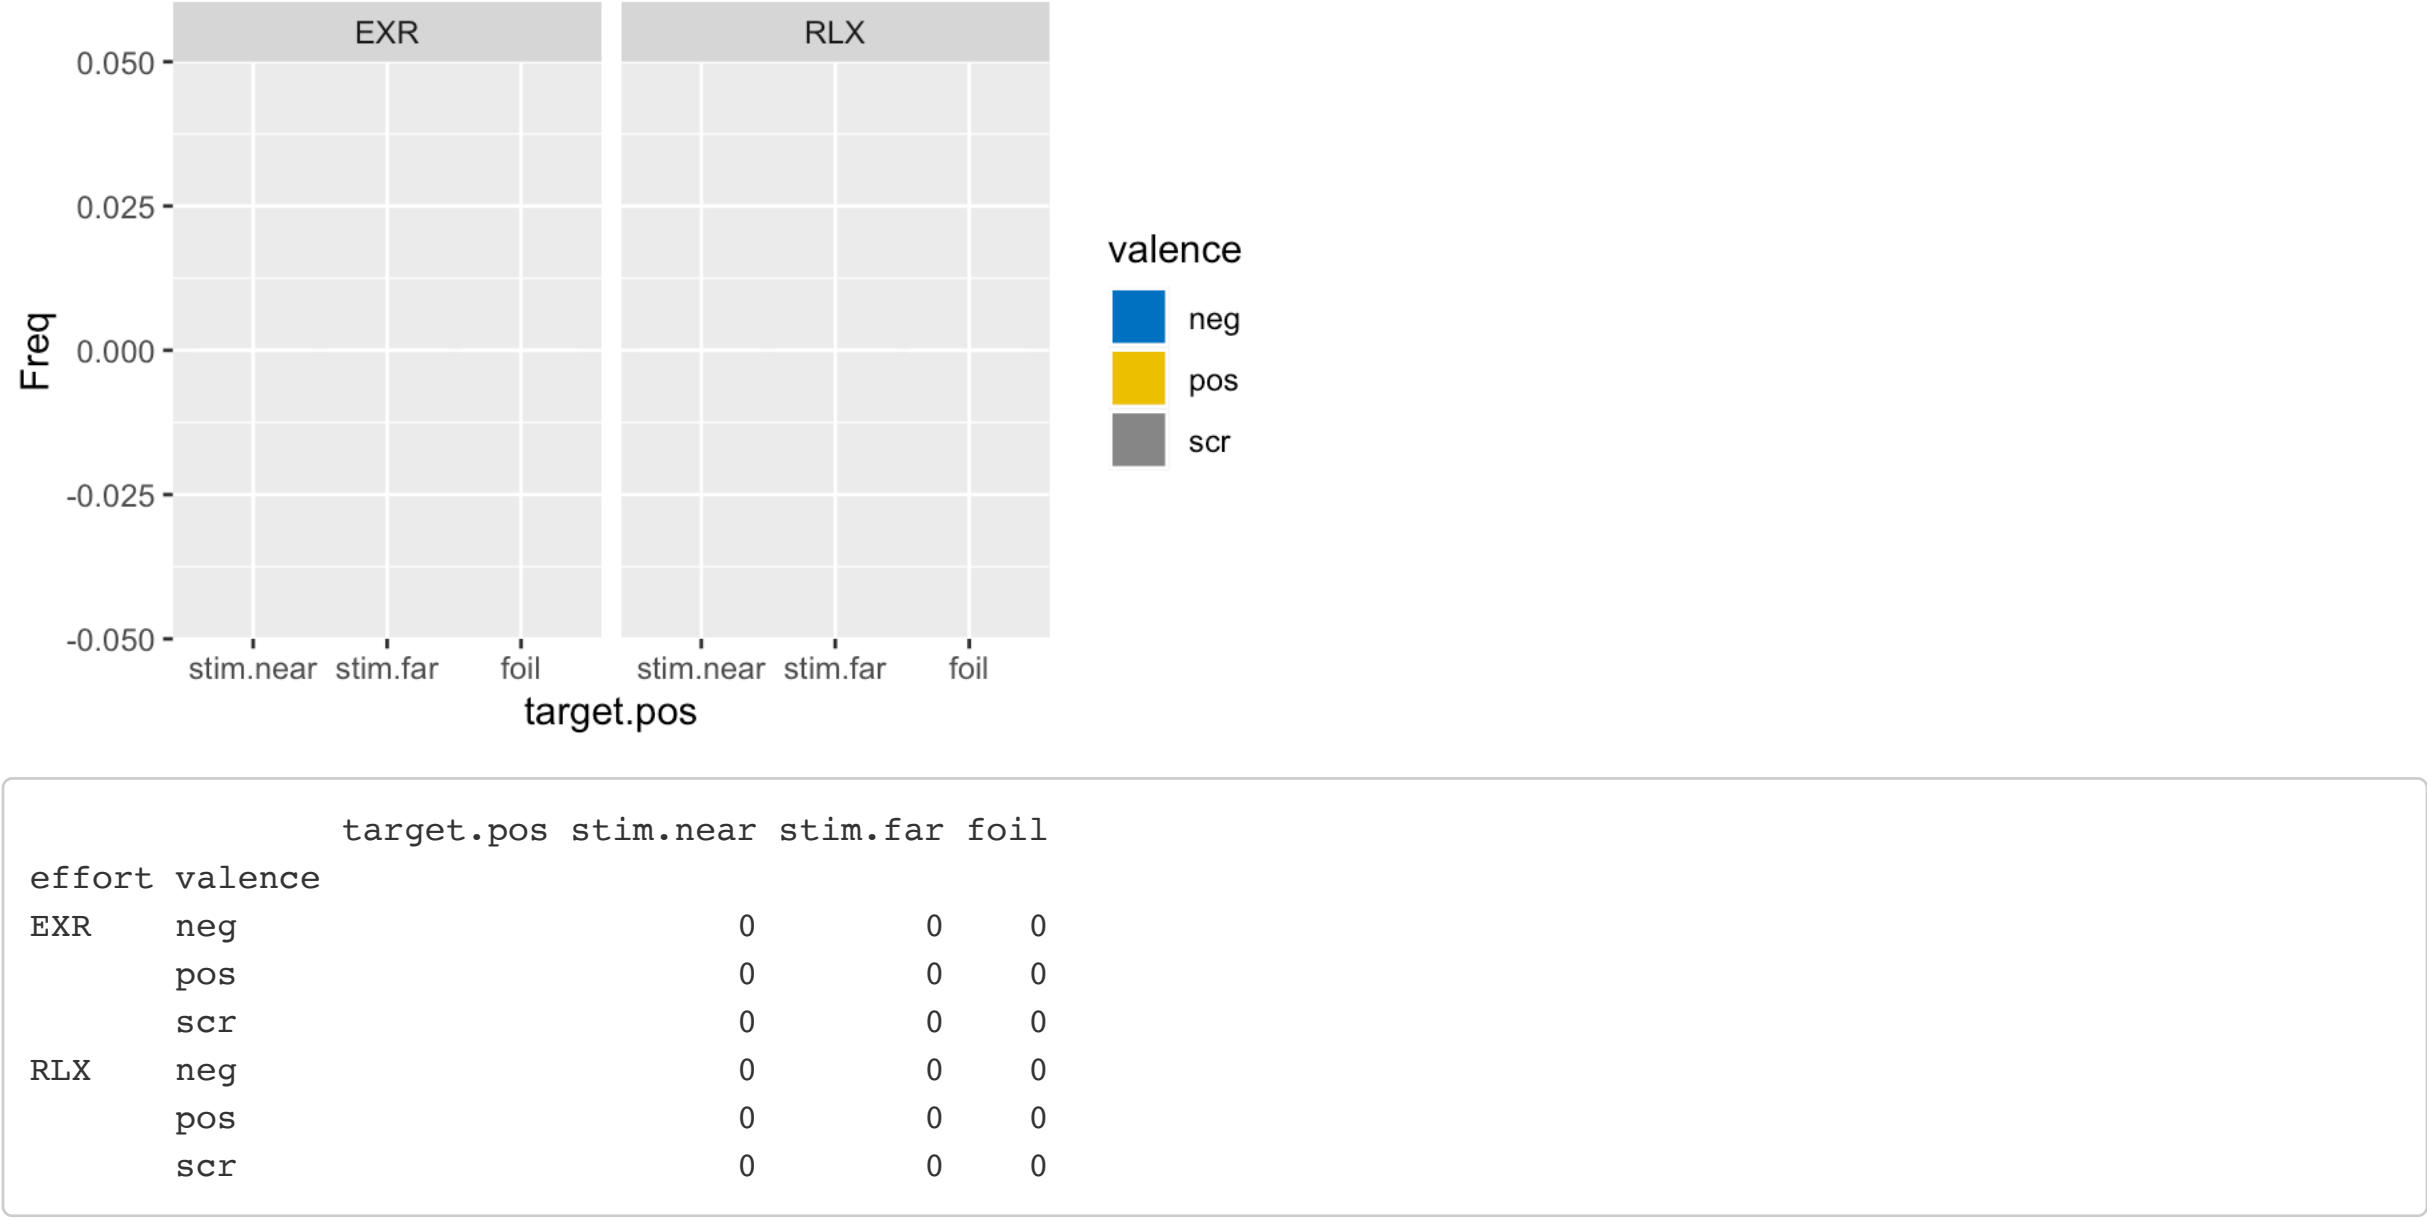 EXR RLX
0.050
0.025
0.000
-0.025
-0.050
Freq
stim.near stim.far foil stim.near stim.far foil
target.pos
valence
neg
pos
scr
target.pos stim.near stim.far foil
effort valence
EXR neg 0 0 0
pos 0 0 0
scr 0 0 0
RLX neg 0 0 0
pos 0 0 0
scr 0 0 0